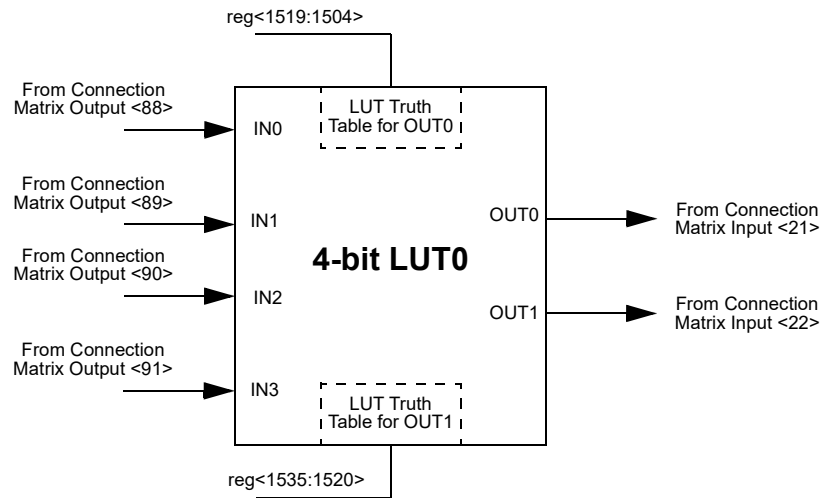 reg<1519:1504>
From Connection
Matrix Output <88>
IN0
LUT Truth
Table for OUT0
From Connection
Matrix Output <89>
IN1
OUT0
From Connection
Matrix Input <21>
From Connection
Matrix Output <90>
IN2
4-bit LUT0
OUT1
From Connection
Matrix Input <22>
From Connection
Matrix Output <91>
IN3
LUT Truth
Table for OUT1
reg<1535:1520>